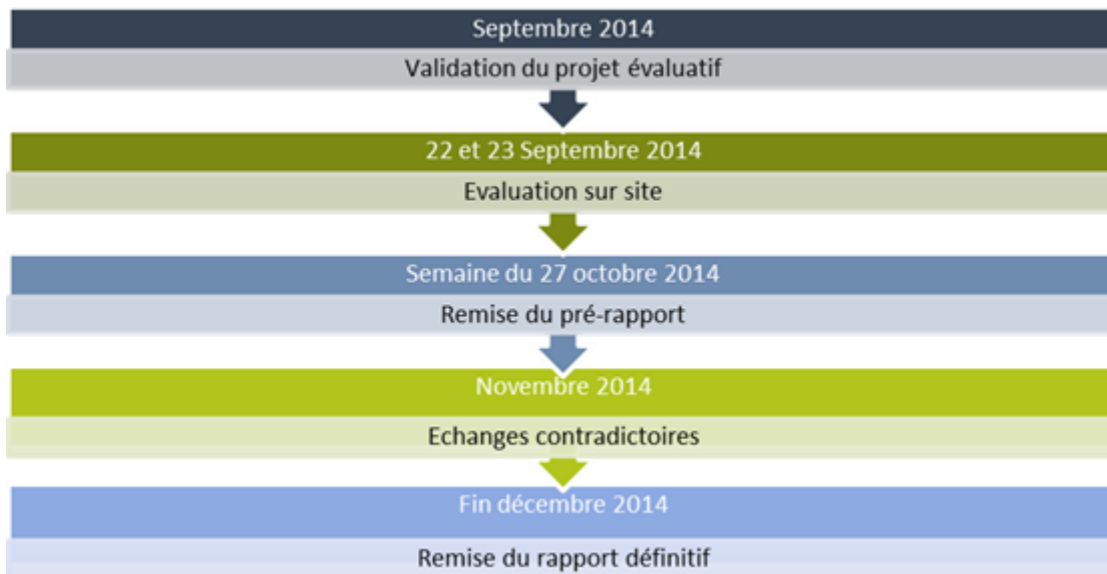 Septembre 2014
Validation du projet évaluatif
22 et 23 Septembre 2014
Evaluation sur site
Semaine du 27 octobre 2014
Remise du pré-rapport
Novembre 2014
Echanges contradictoires
Fin décembre 2014
Remise du rapport définitif